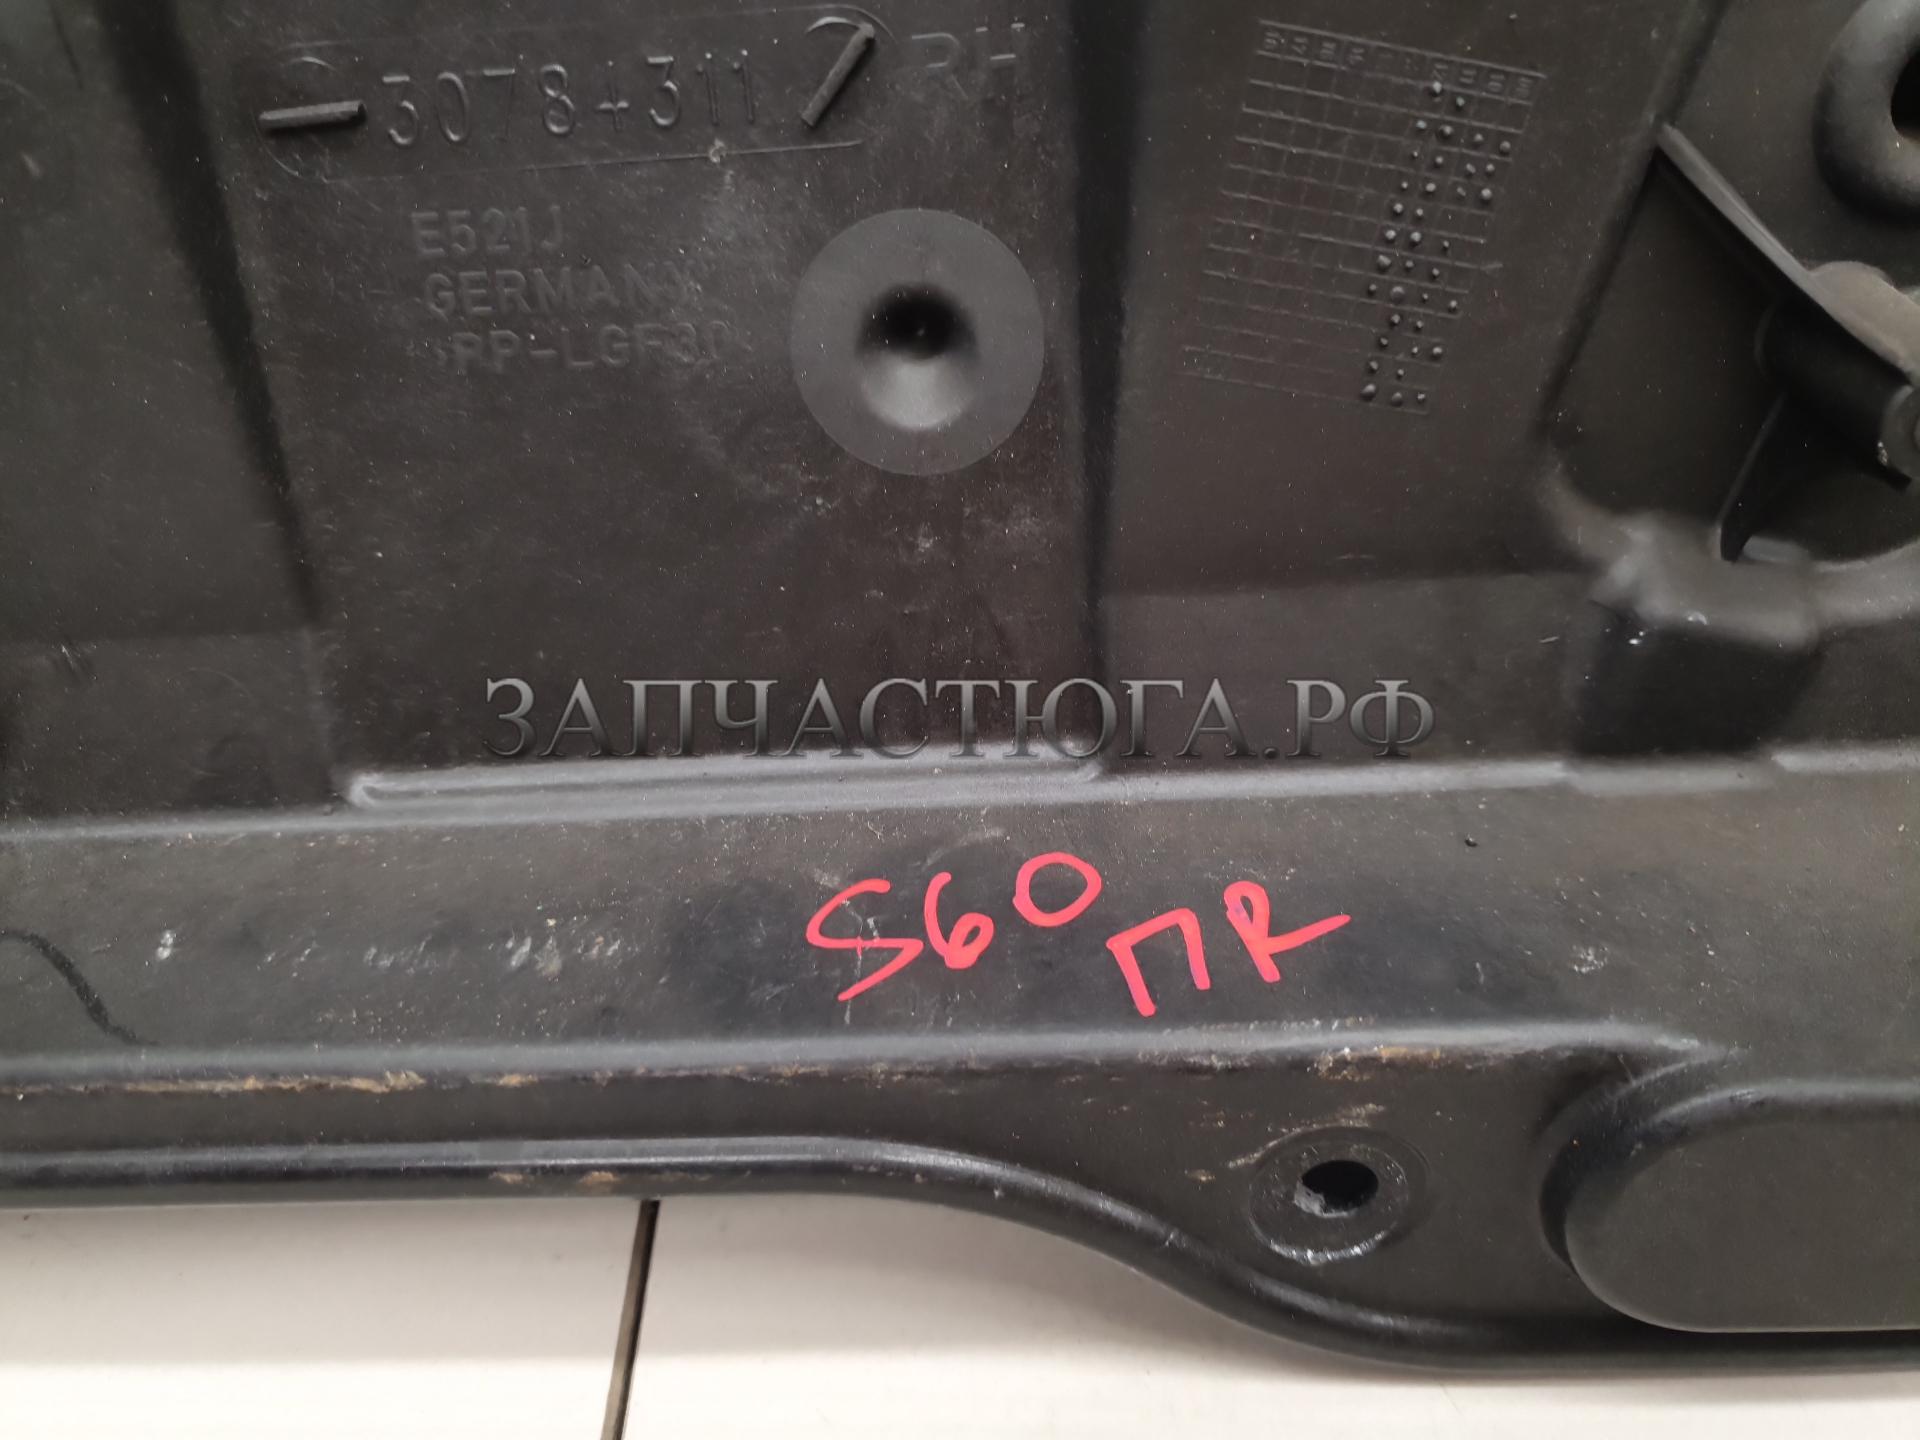 30784311 RH
E521J
GERMANY
>PP-LGF30<
ЗАПЧАСТЮГА.РФ
S60
ПR